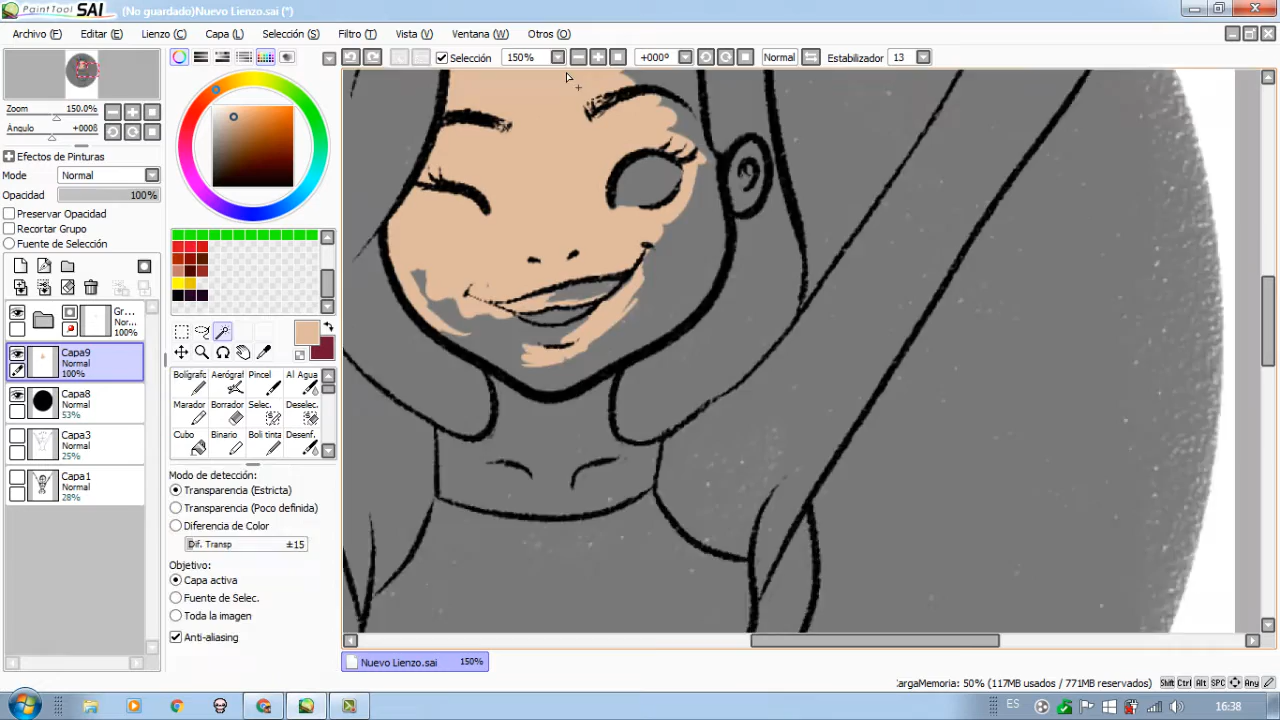 PaintTool SAI (No guardado)Nuevo Lienzo.sai (*)
Archivo (F) Editar (E) Lienzo (C) Capa (L) Selección (S) Filtro (T) Vista (V) Ventana (W) Otros (O)
Selección 150% +000º Normal Estabilizador 13
Zoom 150.0%
Ángulo +000ß
Efectos de Pinturas
Modo Normal
Opacidad 100%
Preservar Opacidad
Recortar Grupo
Fuente de Selección
Gr...
Nor...
100%
Capa9
Normal
100%
Capa8
Normal
53%
Capa3
Normal
25%
Capa1
Normal
28%
Bolígrafo Aerógraf Pincel Al Agua
Marador Borrador Selec. Deselec.
Cubo Binario Boli tinta Desenf.
Modo de detección:
Transparencia (Estricta)
Transparencia (Poco definida)
Diferencia de Color
Dif. Transp ±15
Objetivo:
Capa activa
Fuente de Selec.
Toda la imagen
Anti-aliasing
Nuevo Lienzo.sai 150%
CargaMemoria: 50% (117MB usados / 771MB reservados) Shift Ctrl Alt SPC Any
ES 16:38